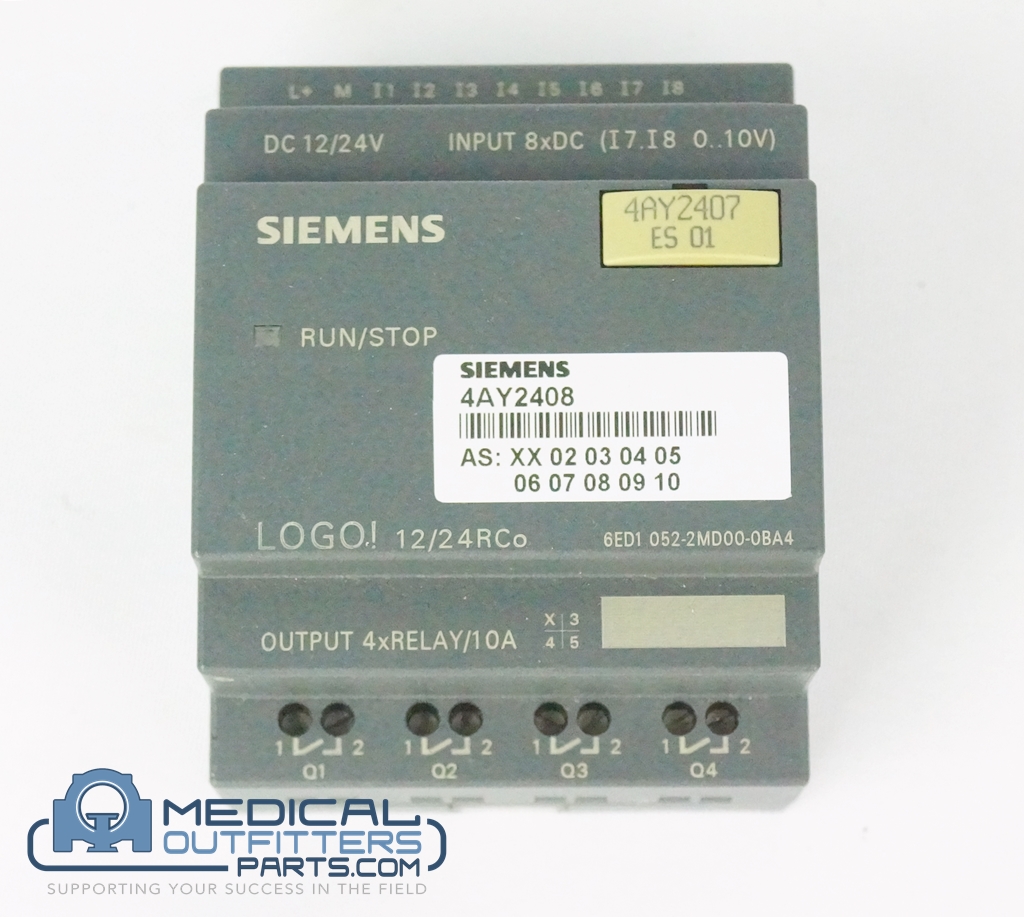 L+ M I1 I2 I3 I4 I5 I6 I7 I8
DC 12/24V INPUT 8xDC (I7.I8 0..10V)
SIEMENS
4AY2407
ES 01
RUN/STOP
SIEMENS
4AY2408
AS: XX 02 03 04 05
06 07 08 09 10
LOGO! 12/24RCo 6ED1 052-2MD00-0BA4
OUTPUT 4xRELAY/10A
X 3
4 5
1 2 1 2 1 2 1 2
Q1 Q2 Q3 Q4
MEDICAL
OUTFITTERS
PARTS.COM
SUPPORTING YOUR SUCCESS IN THE FIELD